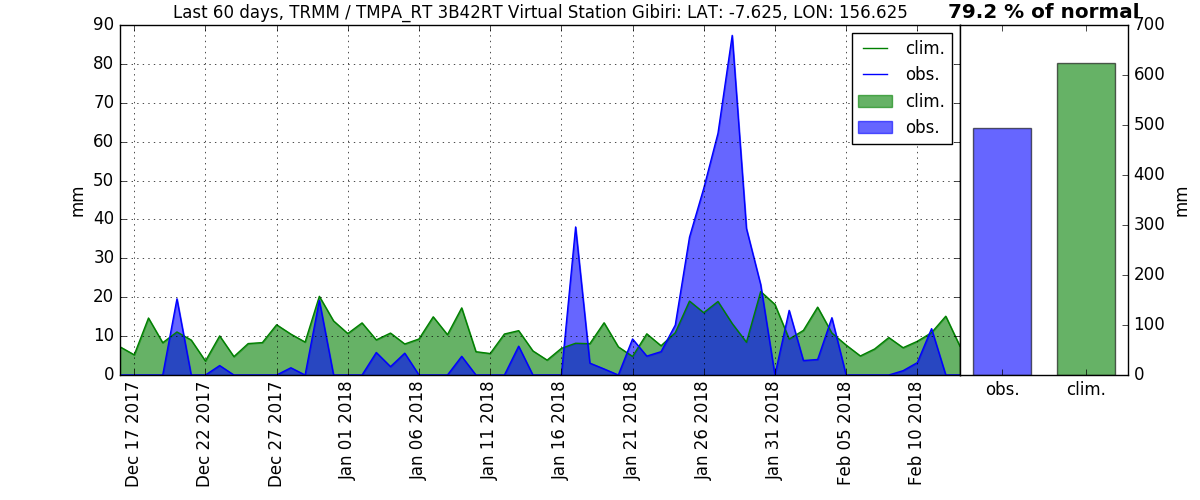 Last 60 days, TRMM / TMPA_RT 3B42RT Virtual Station Gibiri: LAT: -7.625, LON: 156.625
79.2 % of normal
mm
90
80
70
60
50
40
30
20
10
0
clim.
obs.
clim.
obs.
Dec 17 2017
Dec 22 2017
Dec 27 2017
Jan 01 2018
Jan 06 2018
Jan 11 2018
Jan 16 2018
Jan 21 2018
Jan 26 2018
Jan 31 2018
Feb 05 2018
Feb 10 2018
700
600
500
400
300
200
100
0
mm
obs.
clim.